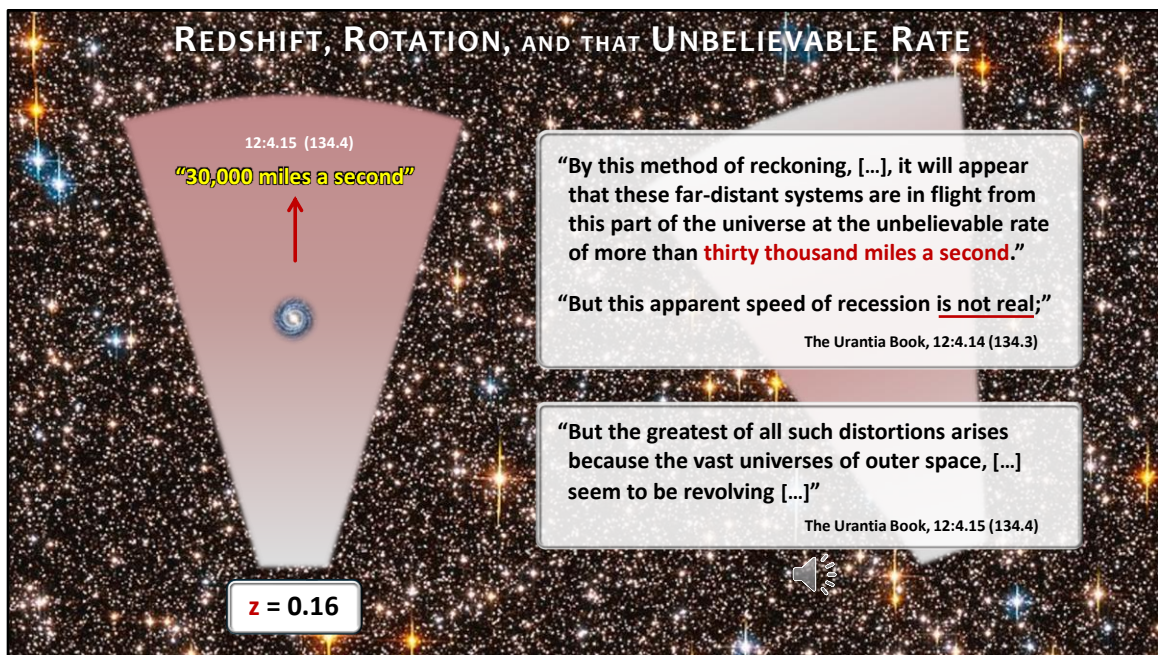 REDSHIFT, ROTATION, AND THAT UNBELIEVABLE RATE
12:4.15 (134.4)
“30,000 miles a second”
z = 0.16
“By this method of reckoning, […], it will appear
that these far-distant systems are in flight from
this part of the universe at the unbelievable rate
of more than thirty thousand miles a second.”
“But this apparent speed of recession is not real;”
The Urantia Book, 12:4.14 (134.3)
“But the greatest of all such distortions arises
because the vast universes of outer space, […]
seem to be revolving […]”
The Urantia Book, 12:4.15 (134.4)